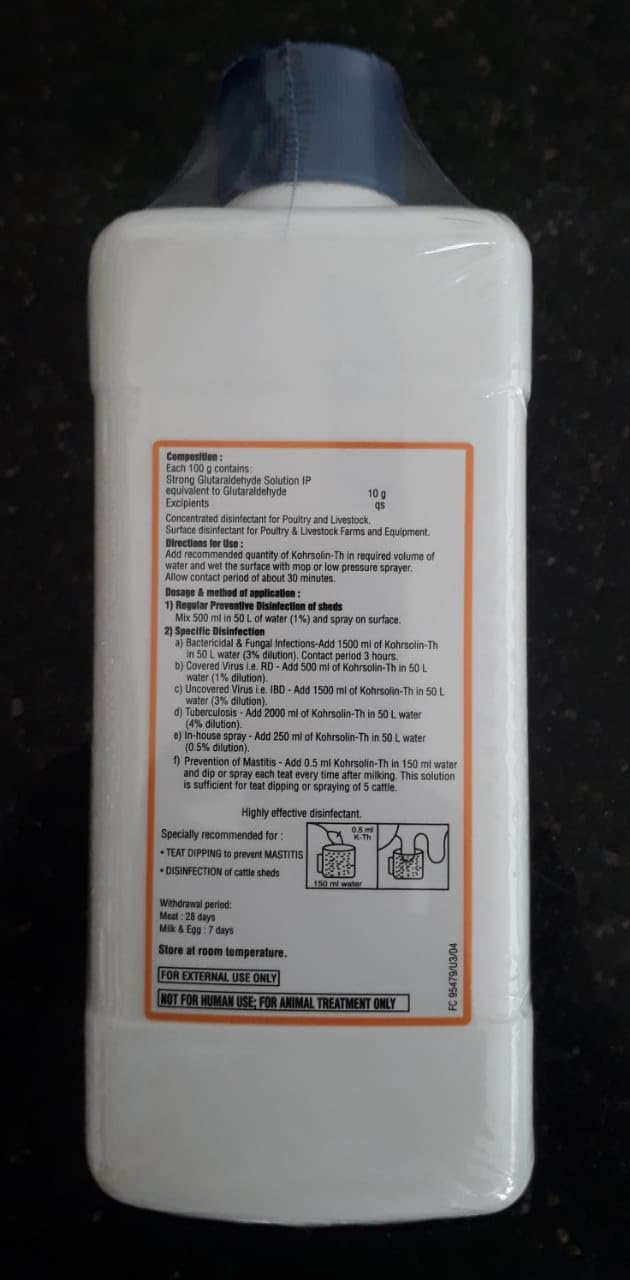 Composition :
Each 100 g contains:
Strong Glutaraldehyde Solution IP
equivalent to Glutaraldehyde 10 g
Excipients qs
Concentrated disinfectant for Poultry and Livestock.
Surface disinfectant for Poultry & Livestock Farms and Equipment.
Directions for Use :
Add recommended quantity of Kohrsolin-Th in required volume of
water and wet the surface with mop or low pressure sprayer.
Allow contact period of about 30 minutes.
Dosage & method of application :
1) Regular Preventive Disinfection of sheds
Mix 500 ml in 50 L of water (1%) and spray on surface.
2) Specific Disinfection
a) Bactericidal & Fungal Infections-Add 1500 ml of Kohrsolin-Th
in 50 L water (3% dilution). Contact period 3 hours.
b) Covered Virus i.e. RD - Add 500 ml of Kohrsolin-Th in 50 L
water (1% dilution).
c) Uncovered Virus i.e. IBD - Add 1500 ml of Kohrsolin-Th in 50 L
water (3% dilution).
d) Tuberculosis - Add 2000 ml of Kohrsolin-Th in 50 L water
(4% dilution).
e) In-house spray - Add 250 ml of Kohrsolin-Th in 50 L water
(0.5% dilution).
f) Prevention of Mastitis - Add 0.5 ml Kohrsolin-Th in 150 ml water
and dip or spray each teat every time after milking. This solution
is sufficient for teat dipping or spraying of 5 cattle.
Highly effective disinfectant.
Specially recommended for :
• TEAT DIPPING to prevent MASTITIS
• DISINFECTION of cattle sheds
0.5 ml
K-Th
150 ml water
Withdrawal period:
Meat : 28 days
Milk & Egg : 7 days
Store at room temperature.
FOR EXTERNAL USE ONLY
NOT FOR HUMAN USE; FOR ANIMAL TREATMENT ONLY
FC 95479/U3/04